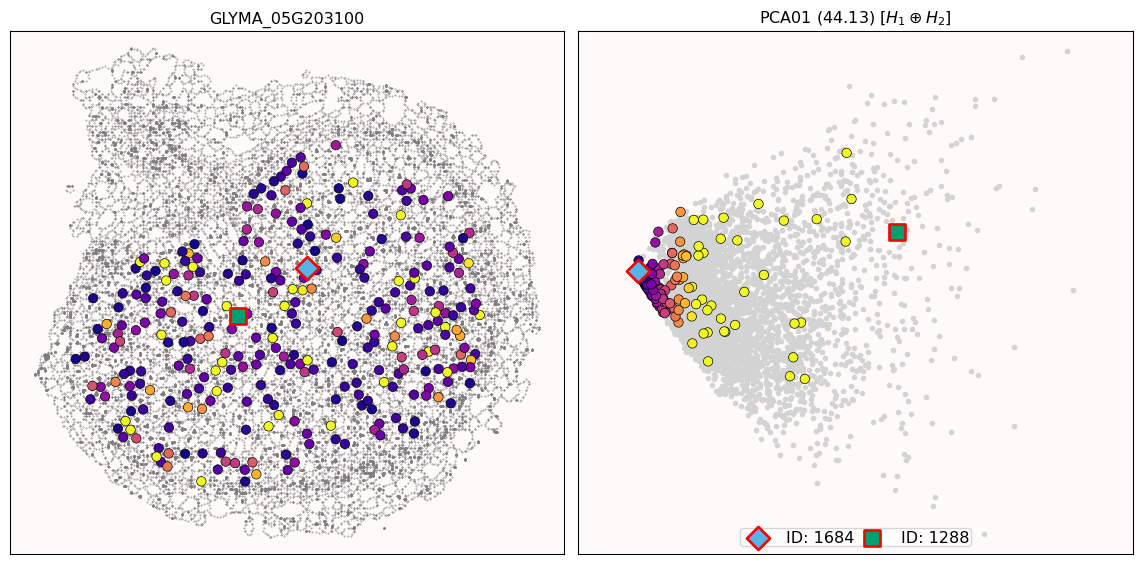 GLYMA_05G203100
PCA01 (44.13) [H₁ ⊕ H₂]
ID: 1684 ID: 1288